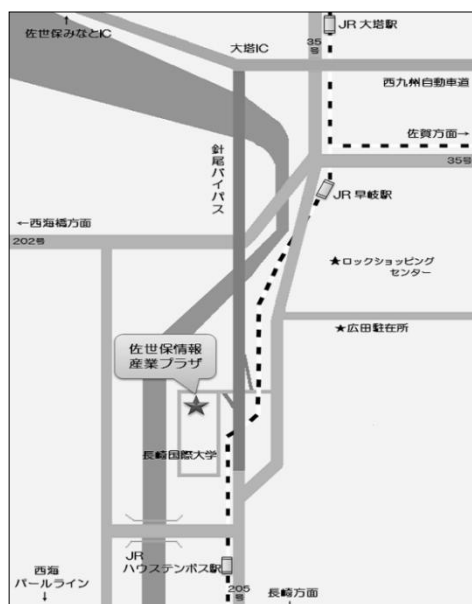 佐世保みなとIC
JR 大塔駅
35
号
大塔IC
西九州自動車道
佐賀方面→
35号
針尾バイパス
JR 早岐駅
←西海橋方面
202号
★ロックショッピング
センター
★広田駐在所
佐世保情報
産業プラザ
長崎国際大学
JR
ハウステンボス駅
西海
パールライン
↓
205号
長崎方面
↓